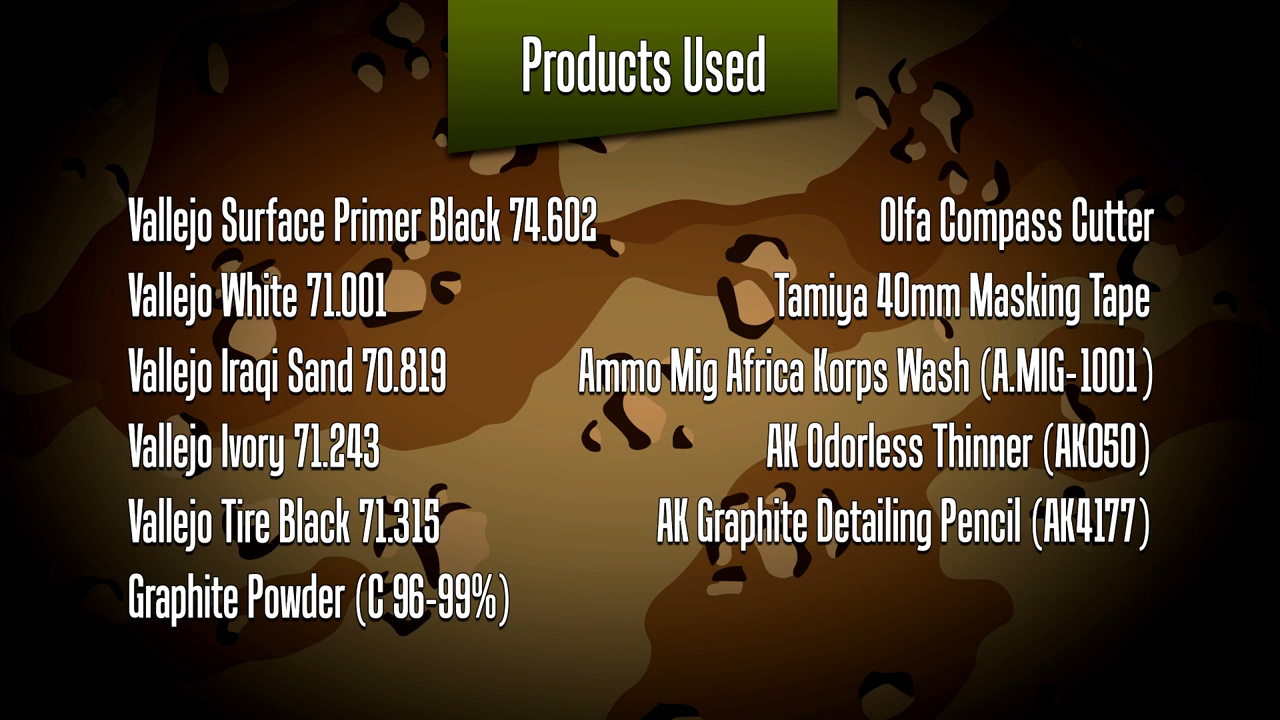 Products Used
Vallejo Surface Primer Black 74.602
Vallejo White 71.001
Vallejo Iraqi Sand 70.819
Vallejo Ivory 71.243
Vallejo Tire Black 71.315
Graphite Powder (C 96-99%)
Olfa Compass Cutter
Tamiya 40mm Masking Tape
Ammo Mig Africa Korps Wash (A.MIG-1001)
AK Odorless Thinner (AK050)
AK Graphite Detailing Pencil (AK4177)